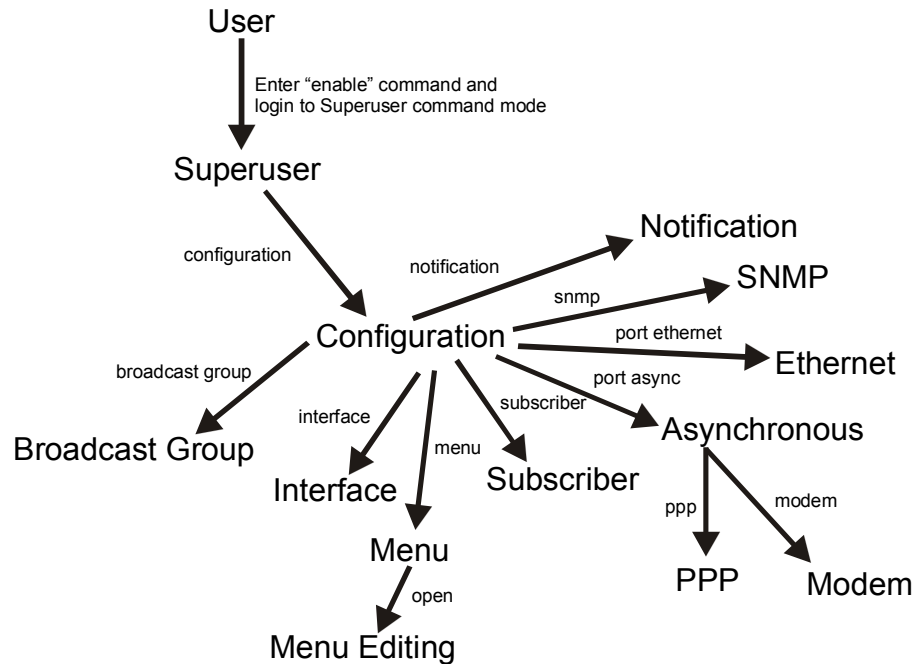 User
Enter “enable” command and
login to Superuser command mode
Superuser
configuration
notification
Notification
snmp
SNMP
Configuration
port ethernet
Ethernet
broadcast group
port async
interface
subscriber
menu
Broadcast Group
Asynchronous
Interface
Subscriber
ppp
modem
Menu
PPP
Modem
open
Menu Editing